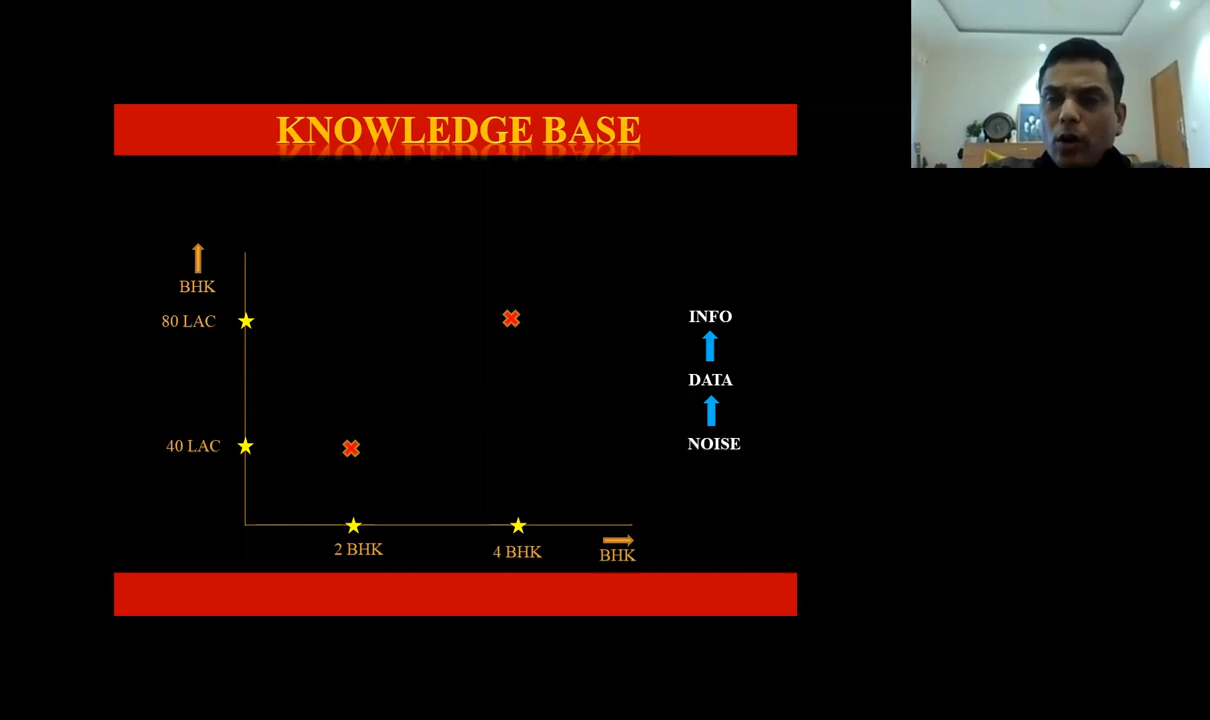 KNOWLEDGE BASE
BHK
80 LAC
40 LAC
2 BHK
4 BHK
BHK
INFO
DATA
NOISE